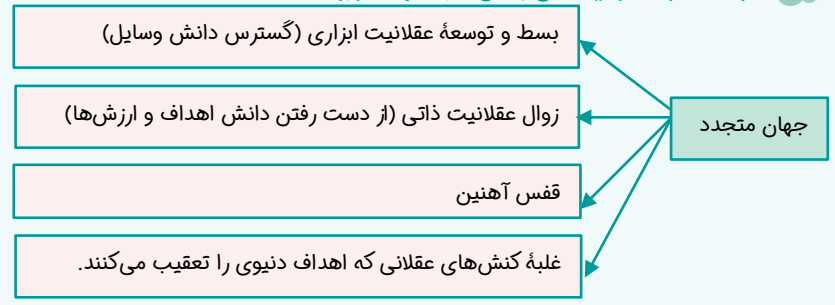 بسط و توسعهٔ عقلانیت ابزاری (گسترس دانش وسایل)
زوال عقلانیت ذاتی (از دست رفتن دانش اهداف و ارزش‌ها)
جهان متجدد
قفس آهنین
غلبهٔ کنش‌های عقلانی که اهداف دنیوی را تعقیب می‌کنند.